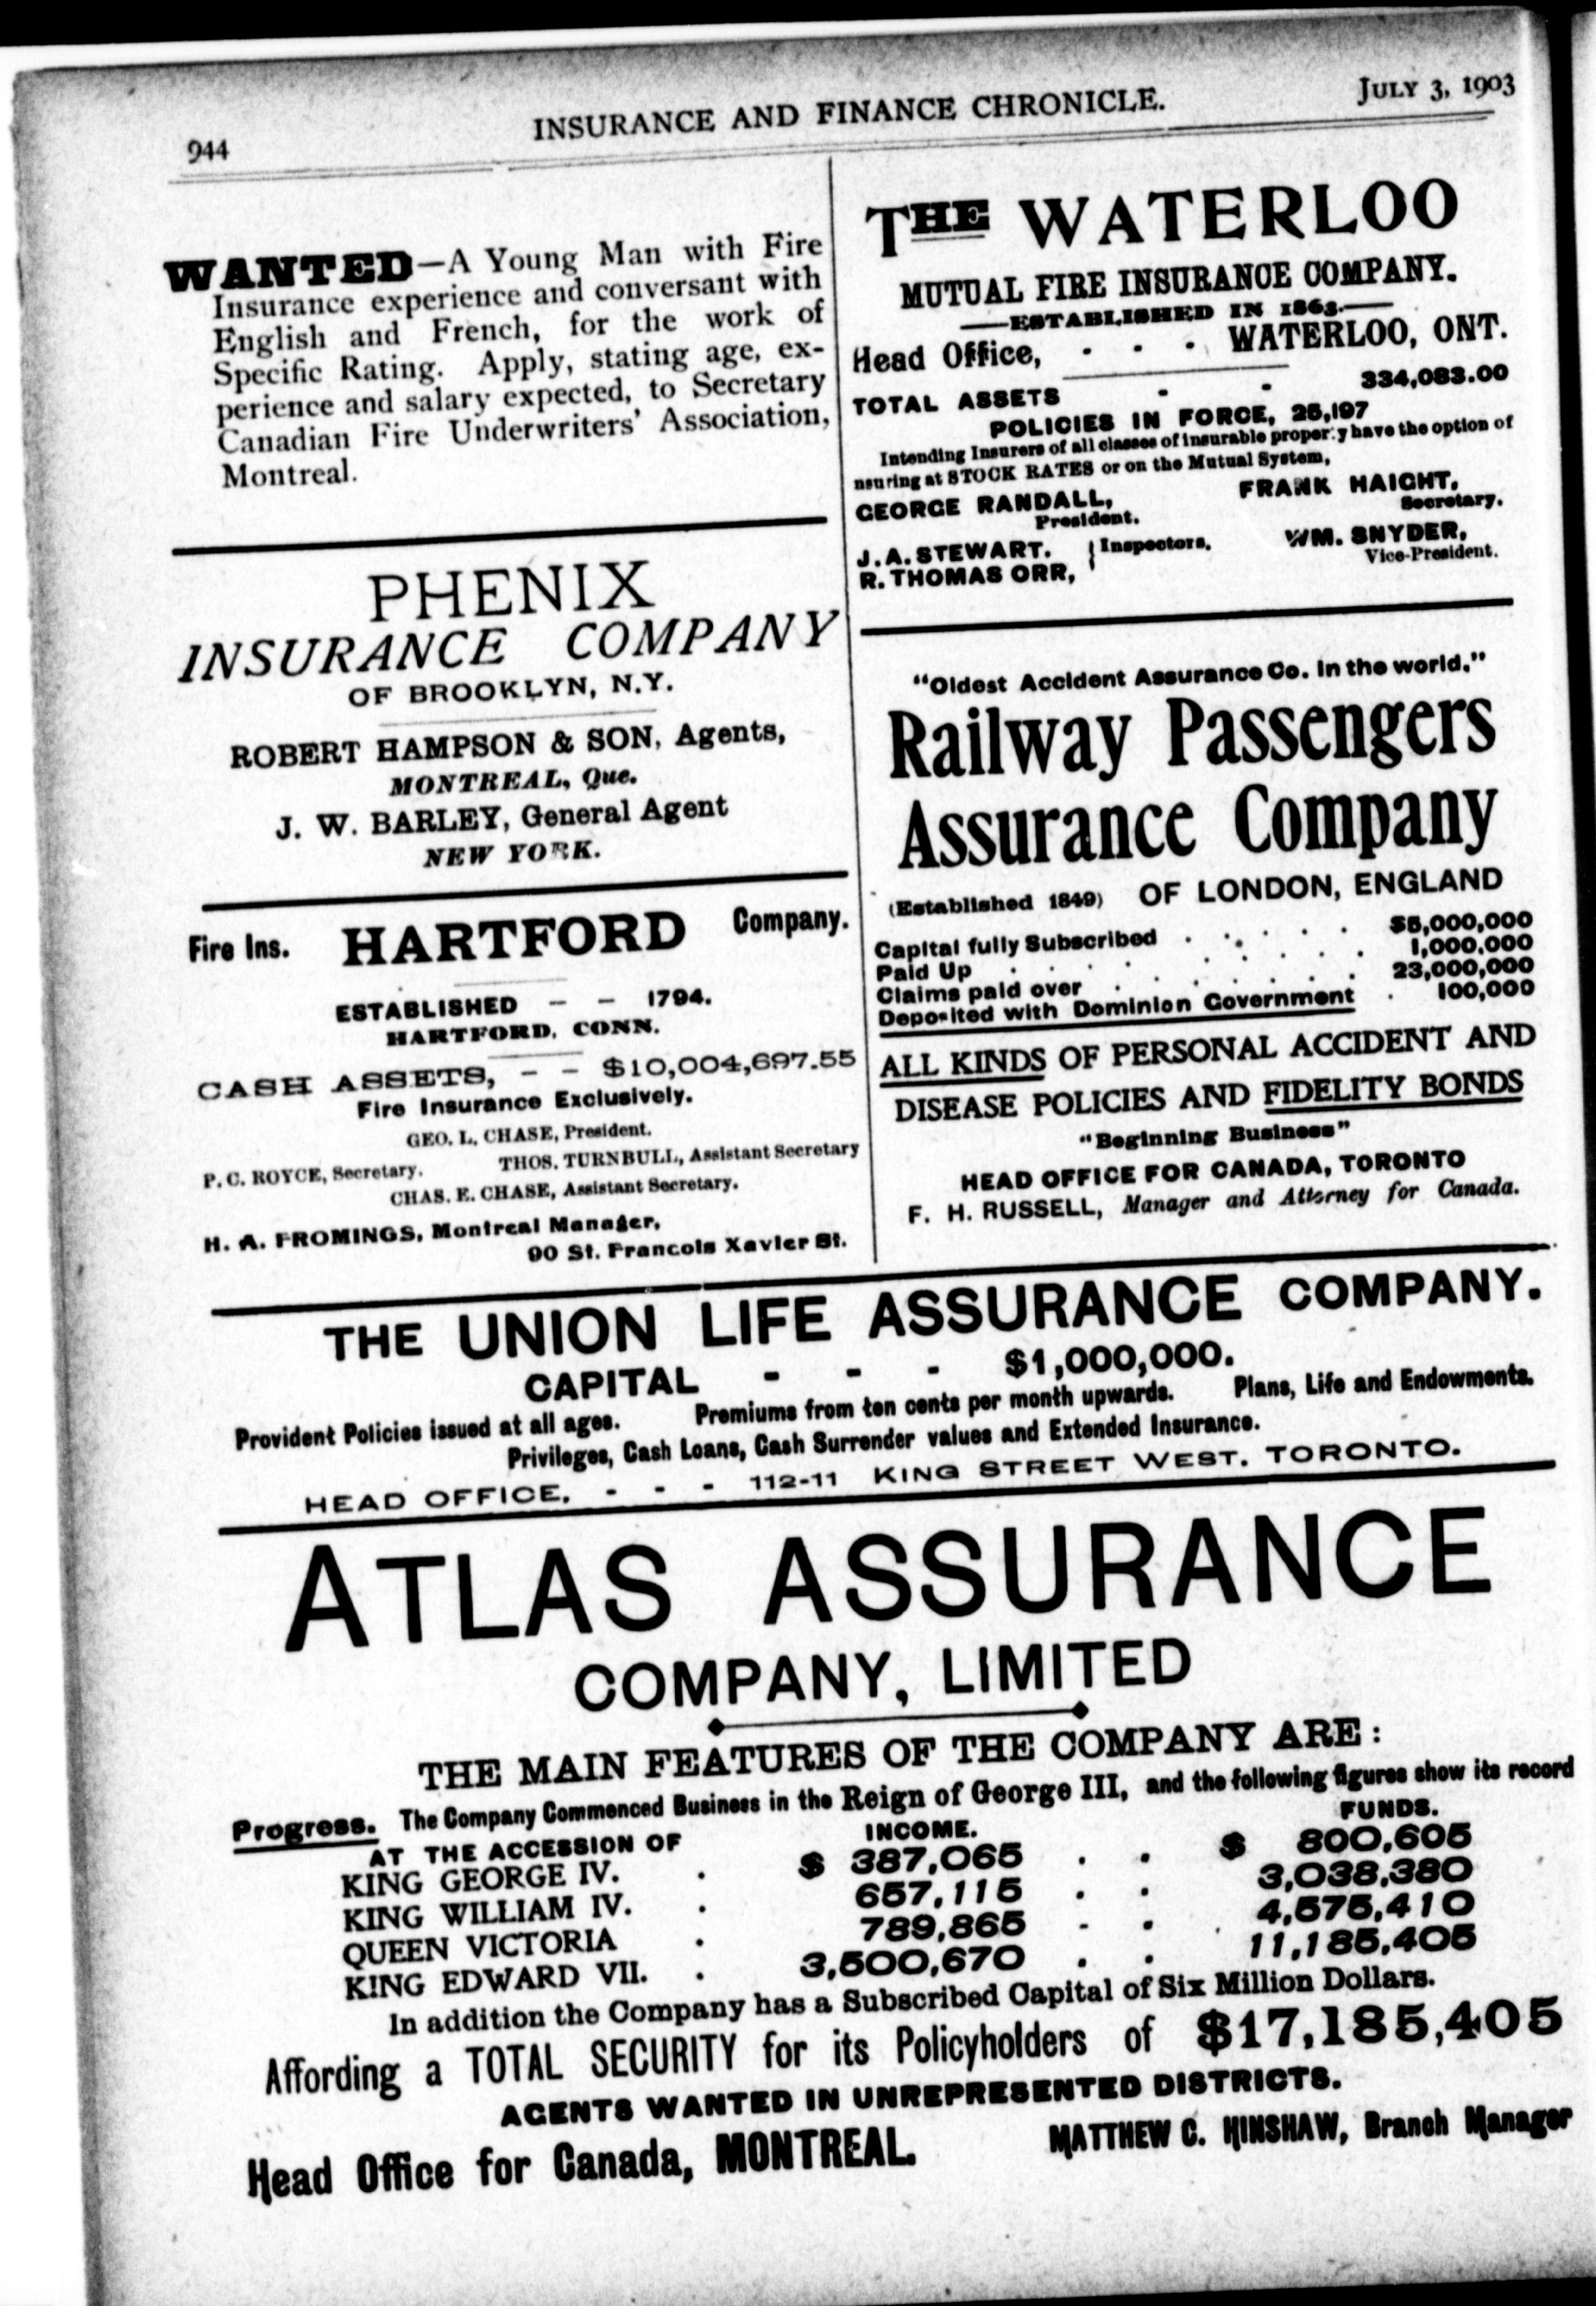 944
INSURANCE AND FINANCE CHRONICLE.
JULY 3, 1903
WANTED—A Young Man with Fire
Insurance experience and conversant with
English and French, for the work of
Specific Rating. Apply, stating age, ex-
perience and salary expected, to Secretary
Canadian Fire Underwriters' Association,
Montreal.
PHENIX
INSURANCE COMPANY
OF BROOKLYN, N.Y.
ROBERT HAMPSON & SON, Agents,
MONTREAL, Que.
J. W. BARLEY, General Agent
NEW YORK.
Fire Ins. HARTFORD Company.
ESTABLISHED - - 1794.
HARTFORD, CONN.
CASH ASSETS, - - $10,004,697.55
Fire Insurance Exclusively.
GEO. L. CHASE, President.
P. C. ROYCE, Secretary. THOS. TURNBULL, Assistant Secretary
CHAS. E. CHASE, Assistant Secretary.
H. A. FROMINGS, Montreal Manager,
90 St. Francois Xavier St.
THE WATERLOO
MUTUAL FIRE INSURANCE COMPANY.
—ESTABLISHED IN 1863.—
Head Office, - - - WATERLOO, ONT.
TOTAL ASSETS - - 334,083.00
POLICIES IN FORCE, 25,197
Intending Insurers of all classes of insurable property have the option of
nsuring at STOCK RATES or on the Mutual System,
GEORGE RANDALL, FRANK HAIGHT,
President. Secretary.
J. A. STEWART. } Inspectors, WM. SNYDER,
R. THOMAS ORR, Vice-President.
"Oldest Accident Assurance Co. in the world."
Railway Passengers
Assurance Company
(Established 1849) OF LONDON, ENGLAND
Capital fully Subscribed . . . . . . $5,000,000
Paid Up . . . . . . . 1,000,000
Claims paid over . . . . . . 23,000,000
Deposited with Dominion Government . 100,000
ALL KINDS OF PERSONAL ACCIDENT AND
DISEASE POLICIES AND FIDELITY BONDS
"Beginning Business"
HEAD OFFICE FOR CANADA, TORONTO
F. H. RUSSELL, Manager and Attorney for Canada.
THE UNION LIFE ASSURANCE COMPANY.
CAPITAL - - - $1,000,000.
Provident Policies issued at all ages. Premiums from ten cents per month upwards. Plans, Life and Endowments.
Privileges, Cash Loans, Cash Surrender values and Extended Insurance.
HEAD OFFICE, - - - 112-11 KING STREET WEST, TORONTO.
ATLAS ASSURANCE
COMPANY, LIMITED
THE MAIN FEATURES OF THE COMPANY ARE:
Progress. The Company Commenced Business in the Reign of George III, and the following figures show its record
AT THE ACCESSION OF INCOME. FUNDS.
KING GEORGE IV. . $ 387,065 . . $ 800,605
KING WILLIAM IV. . 657,115 . . 3,038,380
QUEEN VICTORIA . 789,865 - . 4,575,410
KING EDWARD VII. . 3,500,670 . . 11,185,405
In addition the Company has a Subscribed Capital of Six Million Dollars.
Affording a TOTAL SECURITY for its Policyholders of $17,185,405
AGENTS WANTED IN UNREPRESENTED DISTRICTS.
Head Office for Canada, MONTREAL. MATTHEW C. HINSHAW, Branch Manager